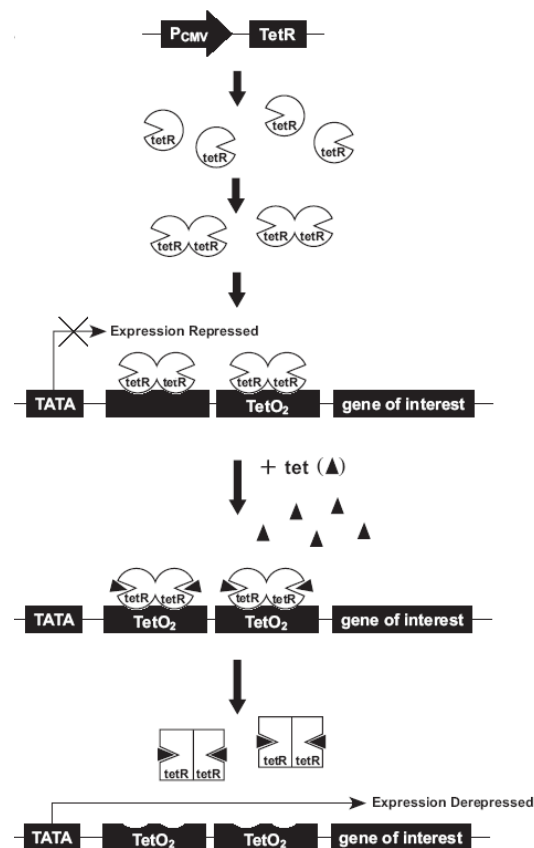 PCMV TetR
tetR tetR tetR tetR
tetR tetR tetR tetR
Expression Repressed
tetR tetR tetR tetR
TATA TetO₂ gene of interest
+ tet (▲)
tetR tetR tetR tetR
TATA TetO₂ TetO₂ gene of interest
tetR tetR tetR tetR
Expression Derepressed
TATA TetO₂ TetO₂ gene of interest